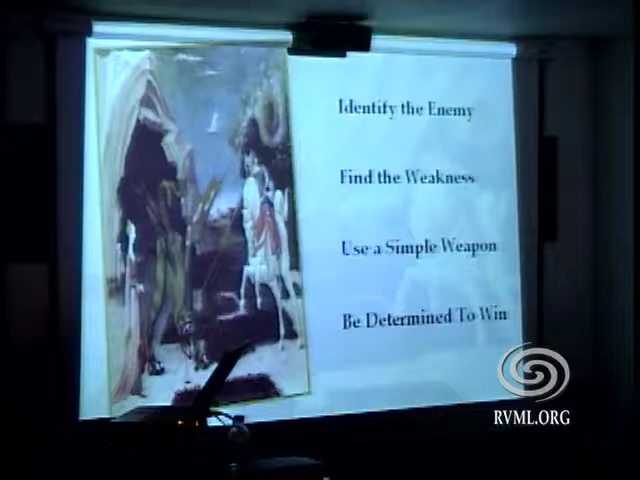 Identify the Enemy
Find the Weakness
Use a Simple Weapon
Be Determined To Win
RVML.ORG